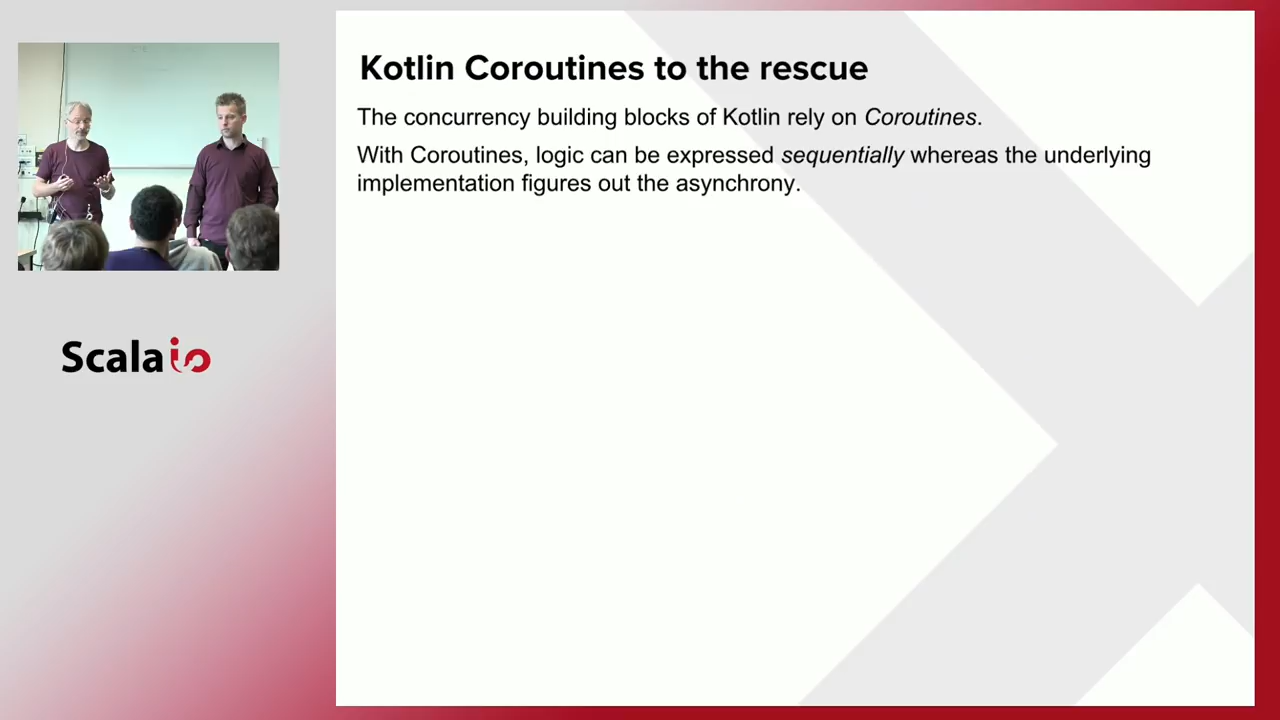 Kotlin Coroutines to the rescue
The concurrency building blocks of Kotlin rely on Coroutines.
With Coroutines, logic can be expressed sequentially whereas the underlying
implementation figures out the asynchrony.
Scala io